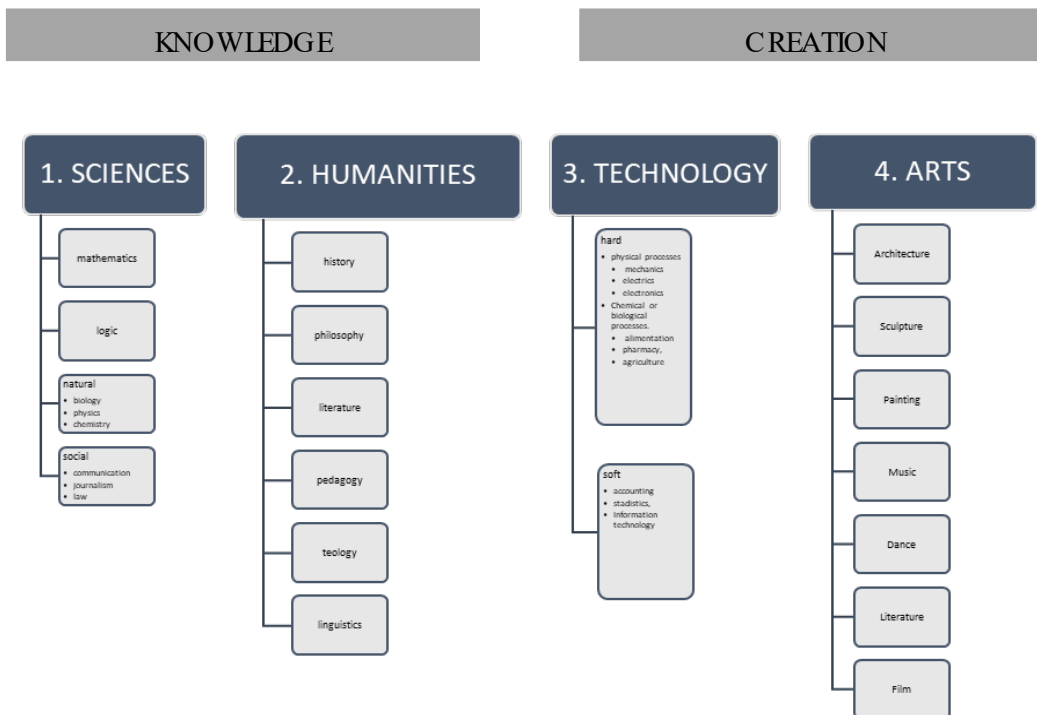 KNOWLEDGE
CREATION
1. SCIENCES
mathematics
logic
natural
• biology
• physics
• chemistry
social
• communication
• journalism
• law
2. HUMANITIES
history
philosophy
literature
pedagogy
teology
linguistics
3. TECHNOLOGY
hard
• physical processes
• mechanics
• electrics
• electronics
• Chemical or
biological
processes.
• alimentation
• pharmacy,
• agriculture
soft
• accounting
• stadistics,
• Information
technology
4. ARTS
Architecture
Sculpture
Painting
Music
Dance
Literature
Film